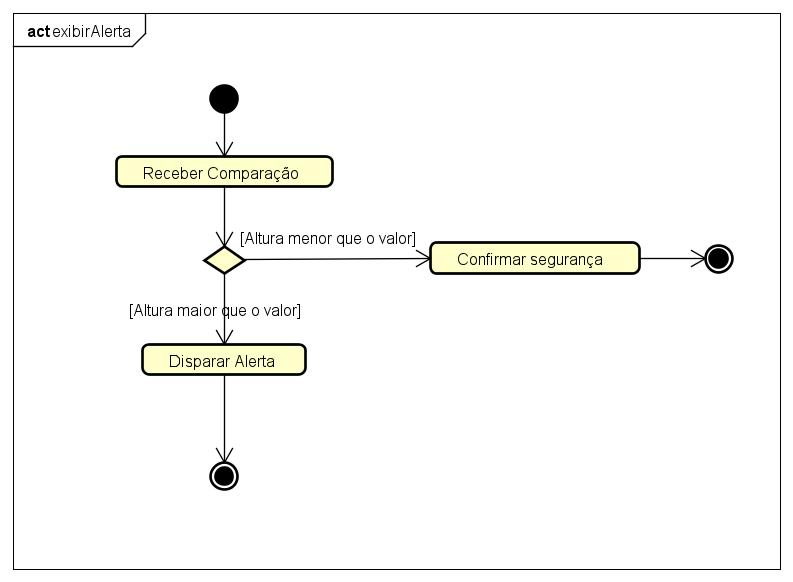 act exibirAlerta
Receber Comparação
[Altura menor que o valor]
Confirmar segurança
[Altura maior que o valor]
Disparar Alerta